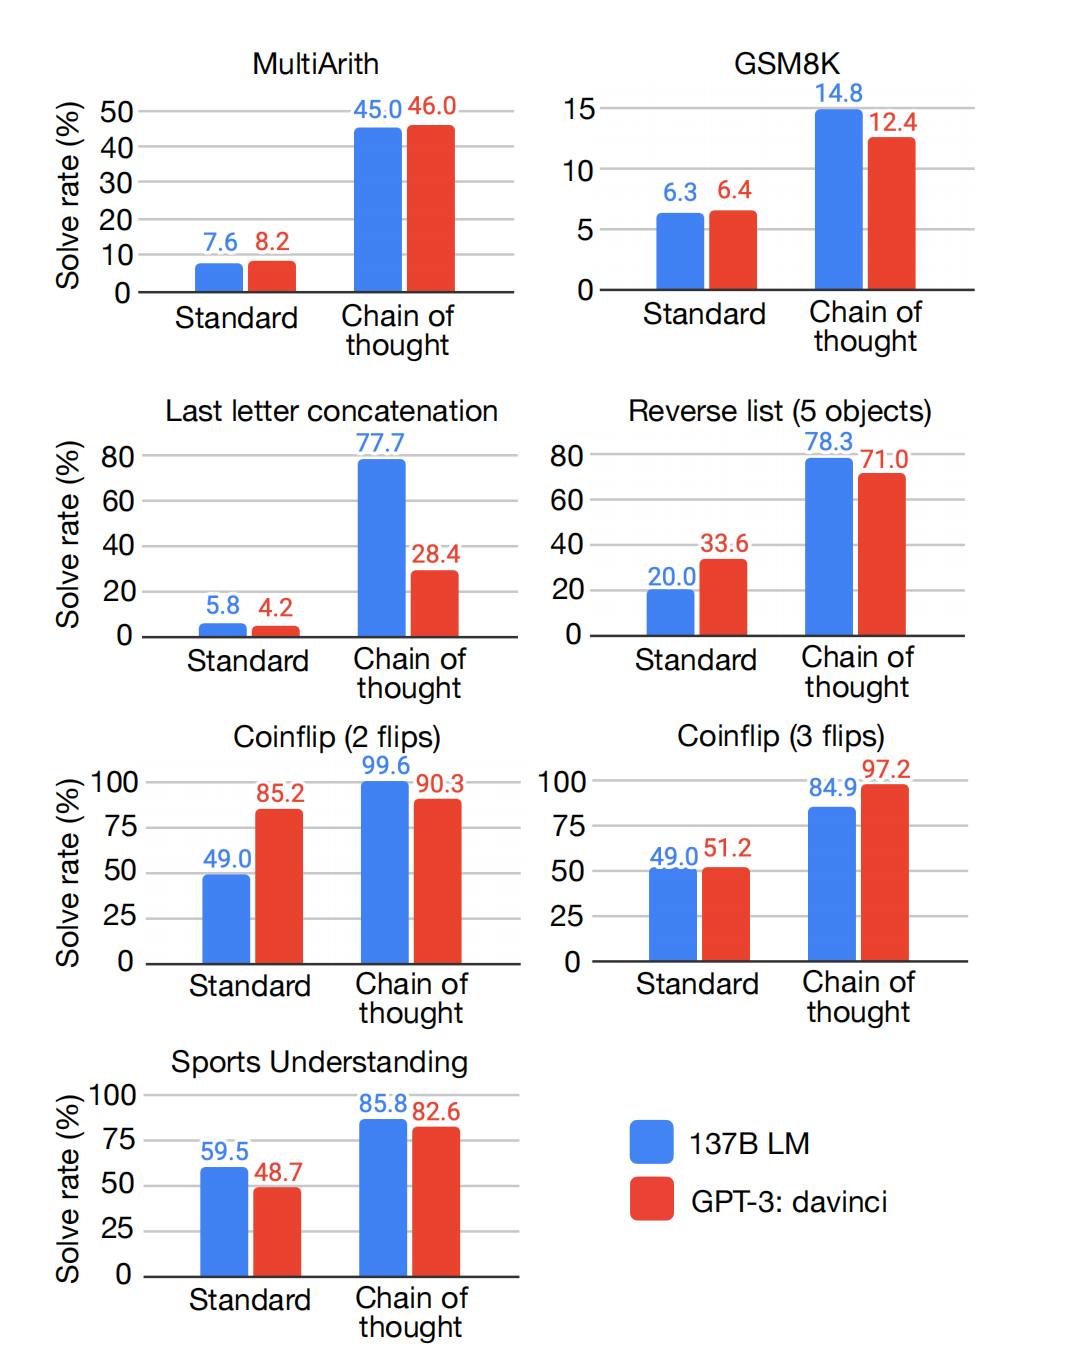 MultiArith
Solve rate (%)
50
40
30
20
10
0
7.6
8.2
45.0
46.0
Standard
Chain of
thought
GSM8K
15
10
5
0
6.3
6.4
14.8
12.4
Standard
Chain of
thought
Last letter concatenation
Solve rate (%)
80
60
40
20
0
5.8
4.2
77.7
28.4
Standard
Chain of
thought
Reverse list (5 objects)
80
60
40
20
0
20.0
33.6
78.3
71.0
Standard
Chain of
thought
Coinflip (2 flips)
Solve rate (%)
100
75
50
25
0
49.0
85.2
99.6
90.3
Standard
Chain of
thought
Coinflip (3 flips)
100
75
50
25
0
49.0
51.2
84.9
97.2
Standard
Chain of
thought
Sports Understanding
Solve rate (%)
100
75
50
25
0
59.5
48.7
85.8
82.6
Standard
Chain of
thought
137B LM
GPT-3: davinci